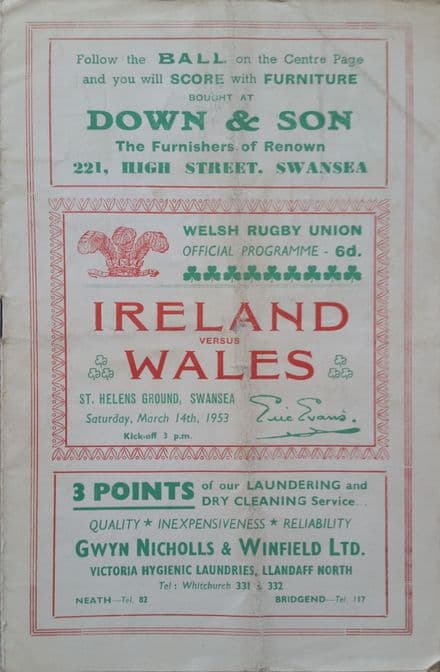 Follow the BALL on the Centre Page
and you will SCORE with FURNITURE
BOUGHT AT
DOWN & SON
The Furnishers of Renown
221, HIGH STREET. SWANSEA
WELSH RUGBY UNION
OFFICIAL PROGRAMME - 6d.
IRELAND
VERSUS
WALES
ST. HELENS GROUND, SWANSEA
Saturday, March 14th, 1953
Kick-off 3 p.m.
Eric Evans.
3 POINTS of our LAUNDERING and
DRY CLEANING Service...
QUALITY ★ INEXPENSIVENESS ★ RELIABILITY
GWYN NICHOLLS & WINFIELD LTD.
VICTORIA HYGIENIC LAUNDRIES, LLANDAFF NORTH
Tel: Whitchurch 331 & 332
NEATH—Tel. 82 BRIDGEND—Tel. 117